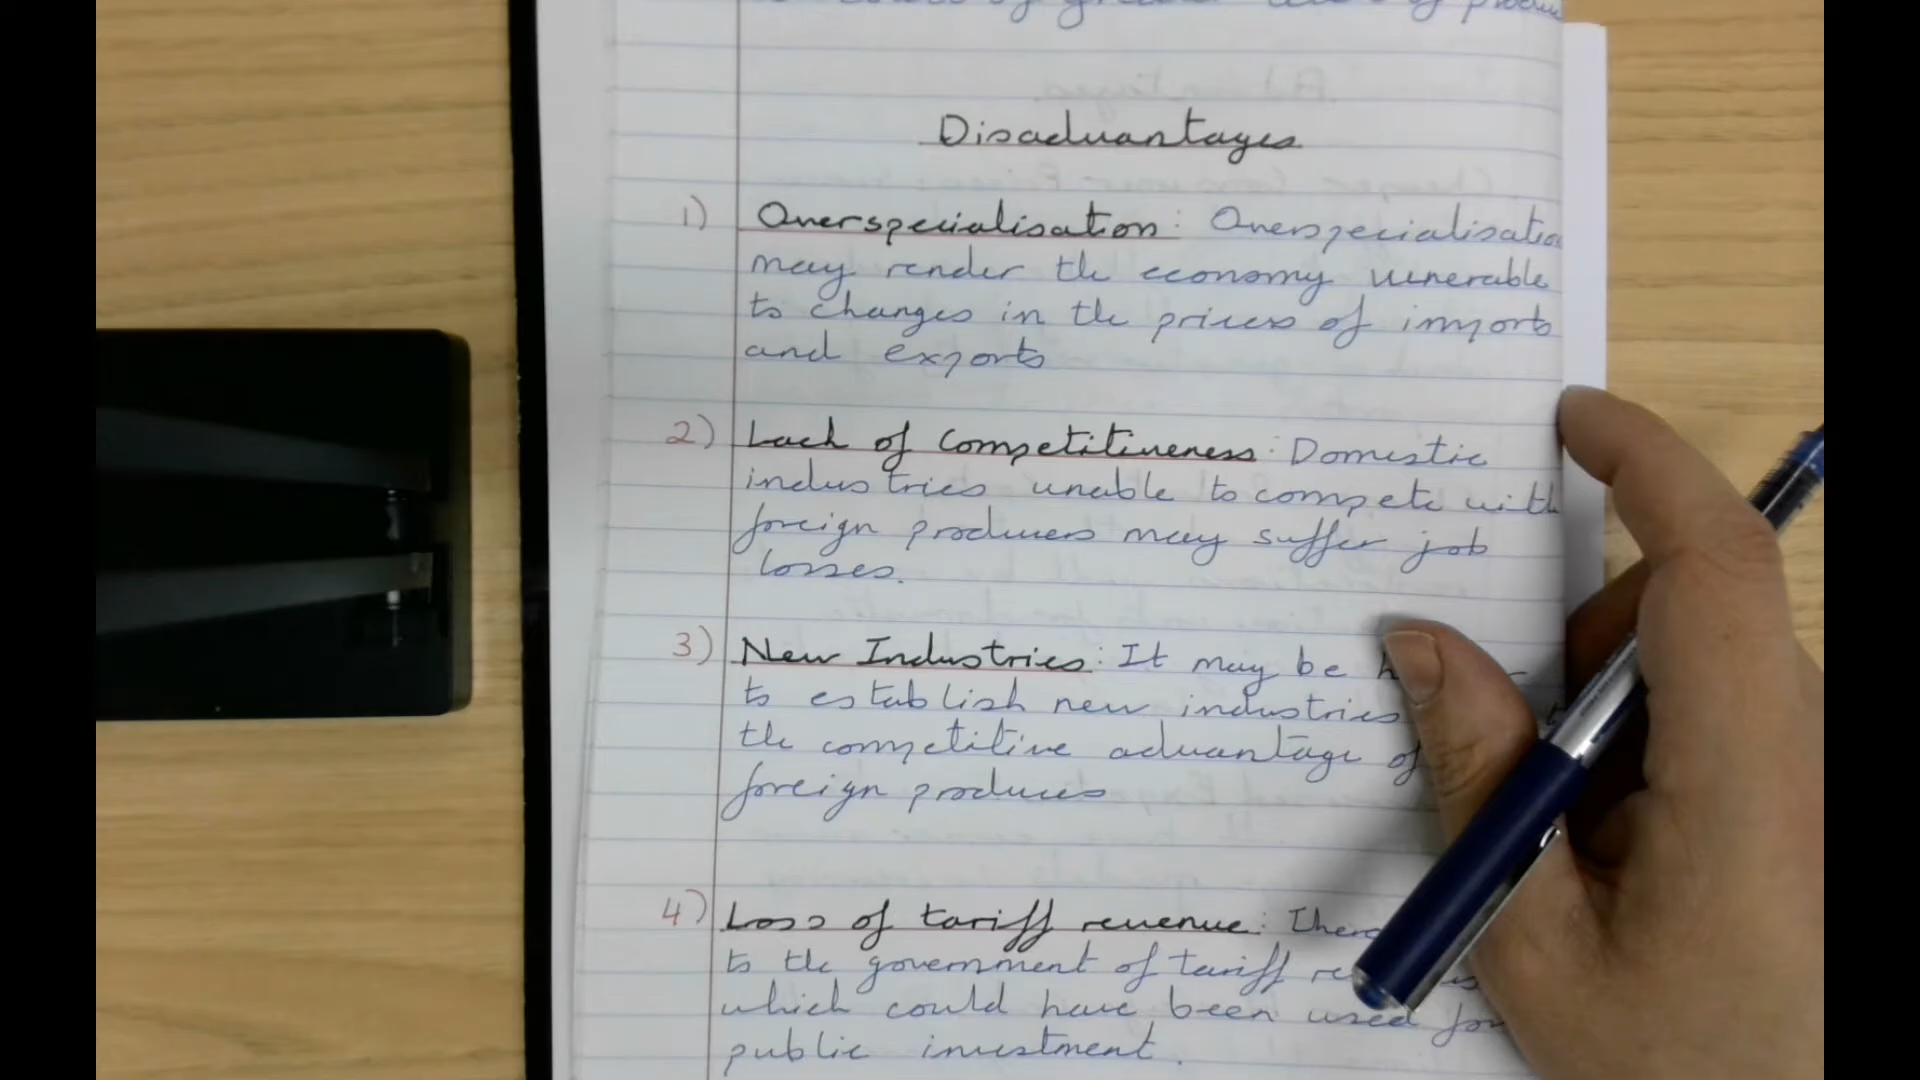 Disadvantages
1) Overspecialisation: Overspecialisation
may render the economy vunerable
to changes in the prices of imports
and exports
2) Lack of Competitiveness: Domestic
industries unable to compete with
foreign producers may suffer job
losses.
3) New Industries: It may be
to establish new industries
the competitive advantage of
foreign produces
4) Loss of tariff revenue:
to the government of tariff
which could have been used for
public investment.